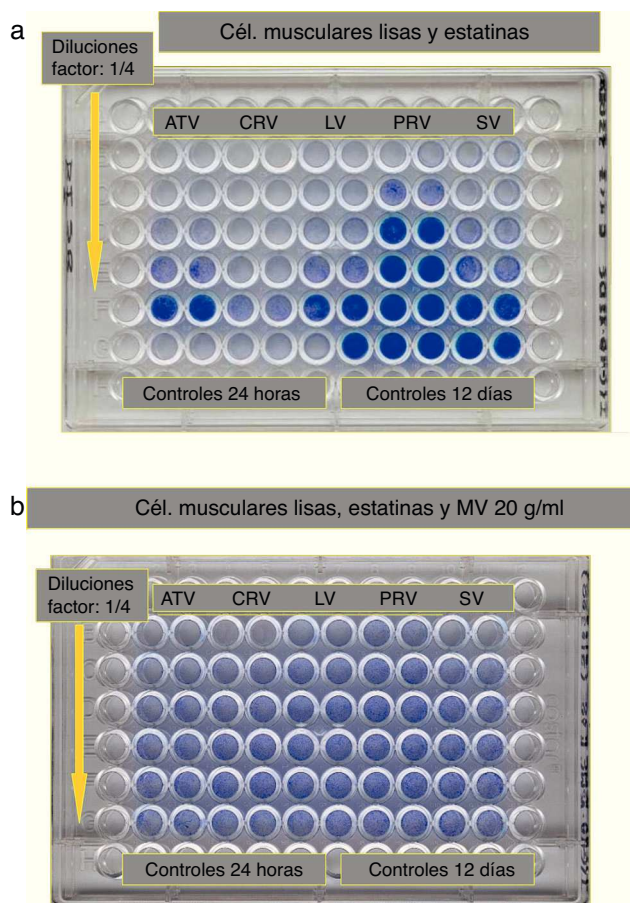 a
Cél. musculares lisas y estatinas
Diluciones
factor: 1/4
ATV CRV LV PRV SV
Controles 24 horas Controles 12 días
b
Cél. musculares lisas, estatinas y MV 20 g/ml
Diluciones
factor: 1/4
ATV CRV LV PRV SV
Controles 24 horas Controles 12 días